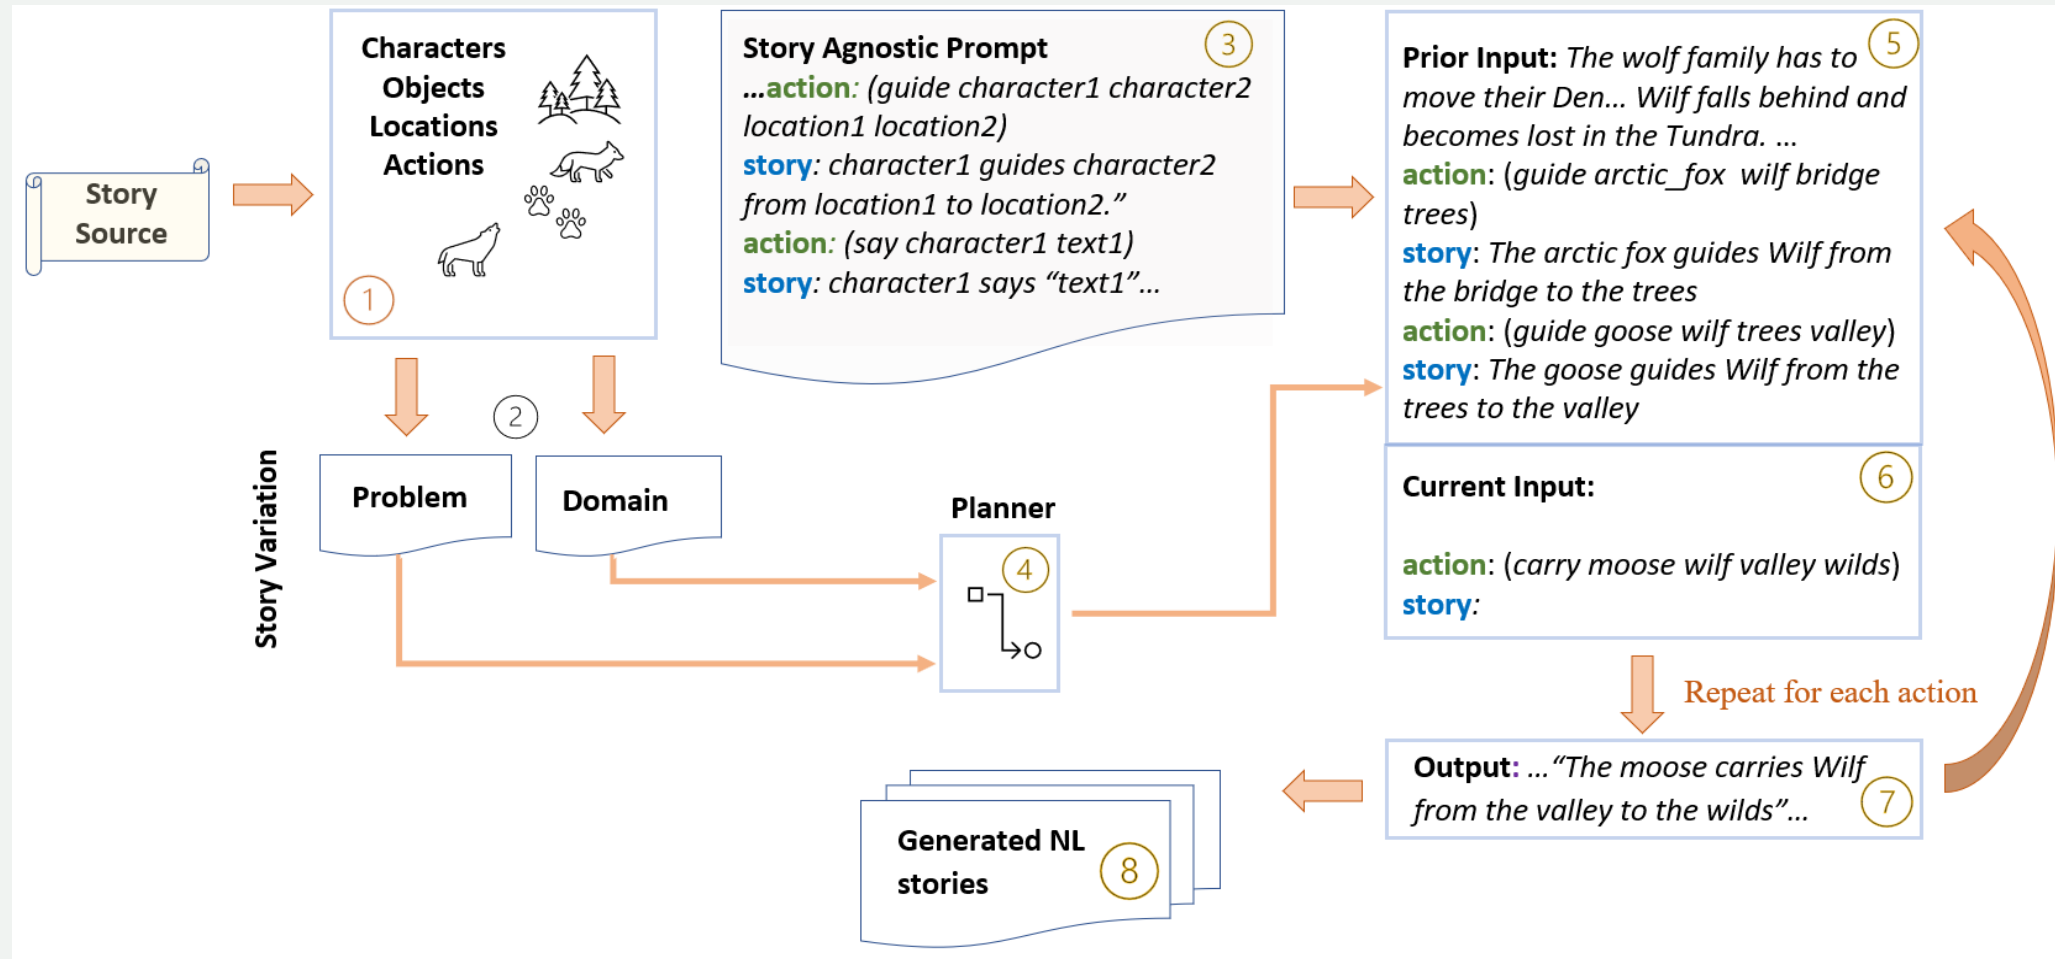 Story
Source
Characters
Objects
Locations
Actions
1
2
Story Variation
Problem
Domain
Story Agnostic Prompt
3
...action: (guide character1 character2
location1 location2)
story: character1 guides character2
from location1 to location2.”
action: (say character1 text1)
story: character1 says “text1”...
Planner
4
Prior Input: The wolf family has to
5
move their Den... Wilf falls behind and
becomes lost in the Tundra. ...
action: (guide arctic_fox wilf bridge
trees)
story: The arctic fox guides Wilf from
the bridge to the trees
action: (guide goose wilf trees valley)
story: The goose guides Wilf from the
trees to the valley
Current Input:
6
action: (carry moose wilf valley wilds)
story:
Repeat for each action
Output: ...“The moose carries Wilf
from the valley to the wilds”...
7
Generated NL
stories
8